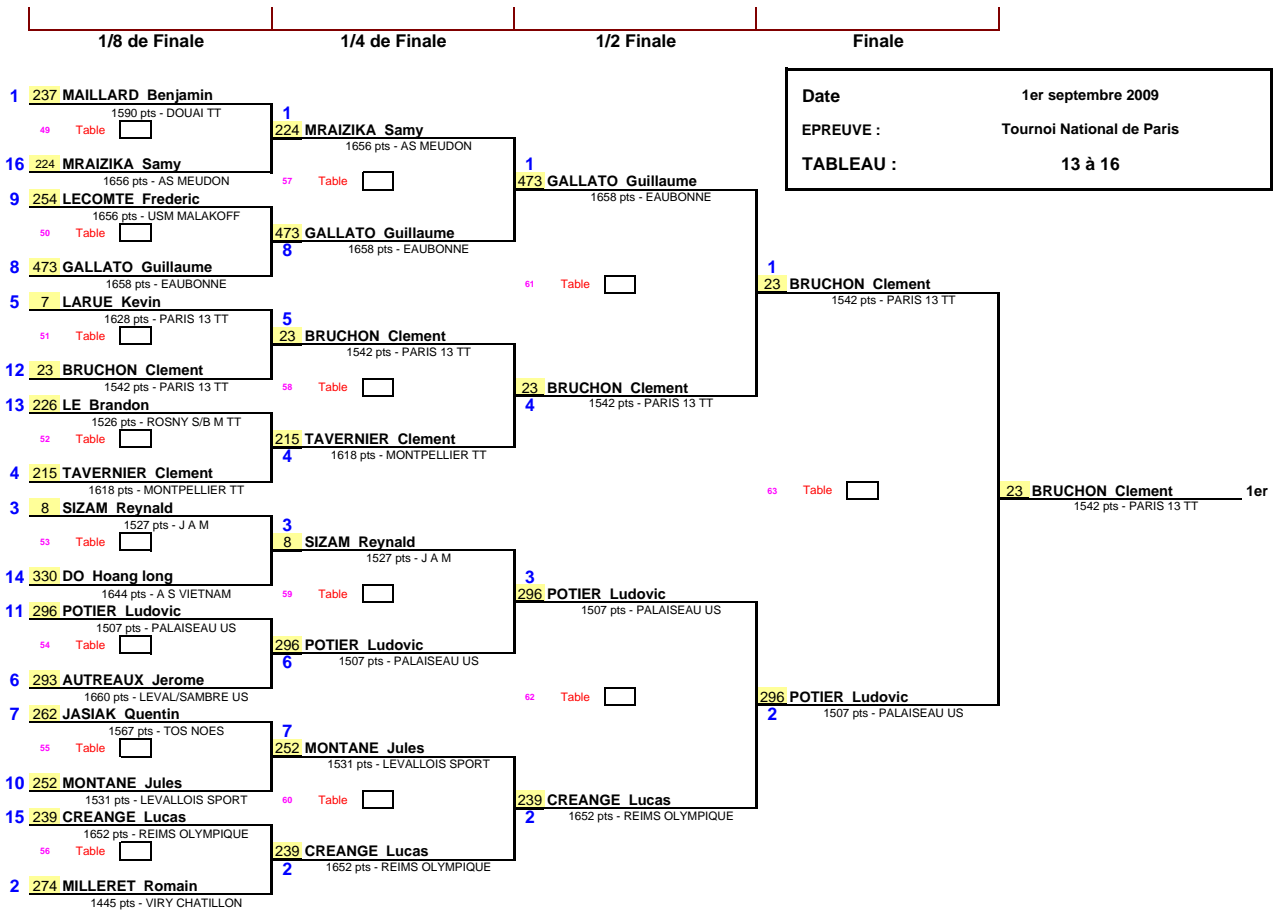 1/8 de Finale
1/4 de Finale
1/2 Finale
Finale
Date 1er septembre 2009
EPREUVE : Tournoi National de Paris
TABLEAU : 13 à 16
1 237 MAILLARD Benjamin
1590 pts - DOUAI TT
49 Table
16 224 MRAIZIKA Samy
1656 pts - AS MEUDON
9 254 LECOMTE Frederic
1656 pts - USM MALAKOFF
50 Table
8 473 GALLATO Guillaume
1658 pts - EAUBONNE
5 7 LARUE Kevin
1628 pts - PARIS 13 TT
51 Table
12 23 BRUCHON Clement
1542 pts - PARIS 13 TT
13 226 LE Brandon
1526 pts - ROSNY S/B M TT
52 Table
4 215 TAVERNIER Clement
1618 pts - MONTPELLIER TT
3 8 SIZAM Reynald
1527 pts - J A M
53 Table
14 330 DO Hoang long
1644 pts - A S VIETNAM
11 296 POTIER Ludovic
1507 pts - PALAISEAU US
54 Table
6 293 AUTREAUX Jerome
1660 pts - LEVAL/SAMBRE US
7 262 JASIAK Quentin
1567 pts - TOS NOES
55 Table
10 252 MONTANE Jules
1531 pts - LEVALLOIS SPORT
15 239 CREANGE Lucas
1652 pts - REIMS OLYMPIQUE
56 Table
2 274 MILLERET Romain
1445 pts - VIRY CHATILLON
1
224 MRAIZIKA Samy
1656 pts - AS MEUDON
57 Table
473 GALLATO Guillaume
8 1658 pts - EAUBONNE
5
23 BRUCHON Clement
1542 pts - PARIS 13 TT
58 Table
215 TAVERNIER Clement
4 1618 pts - MONTPELLIER TT
3
8 SIZAM Reynald
1527 pts - J A M
59 Table
296 POTIER Ludovic
6 1507 pts - PALAISEAU US
7
252 MONTANE Jules
1531 pts - LEVALLOIS SPORT
60 Table
239 CREANGE Lucas
2 1652 pts - REIMS OLYMPIQUE
1
473 GALLATO Guillaume
1658 pts - EAUBONNE
61 Table
23 BRUCHON Clement
4 1542 pts - PARIS 13 TT
3
296 POTIER Ludovic
1507 pts - PALAISEAU US
62 Table
239 CREANGE Lucas
2 1652 pts - REIMS OLYMPIQUE
1
23 BRUCHON Clement
1542 pts - PARIS 13 TT
63 Table
296 POTIER Ludovic
2 1507 pts - PALAISEAU US
23 BRUCHON Clement 1er
1542 pts - PARIS 13 TT